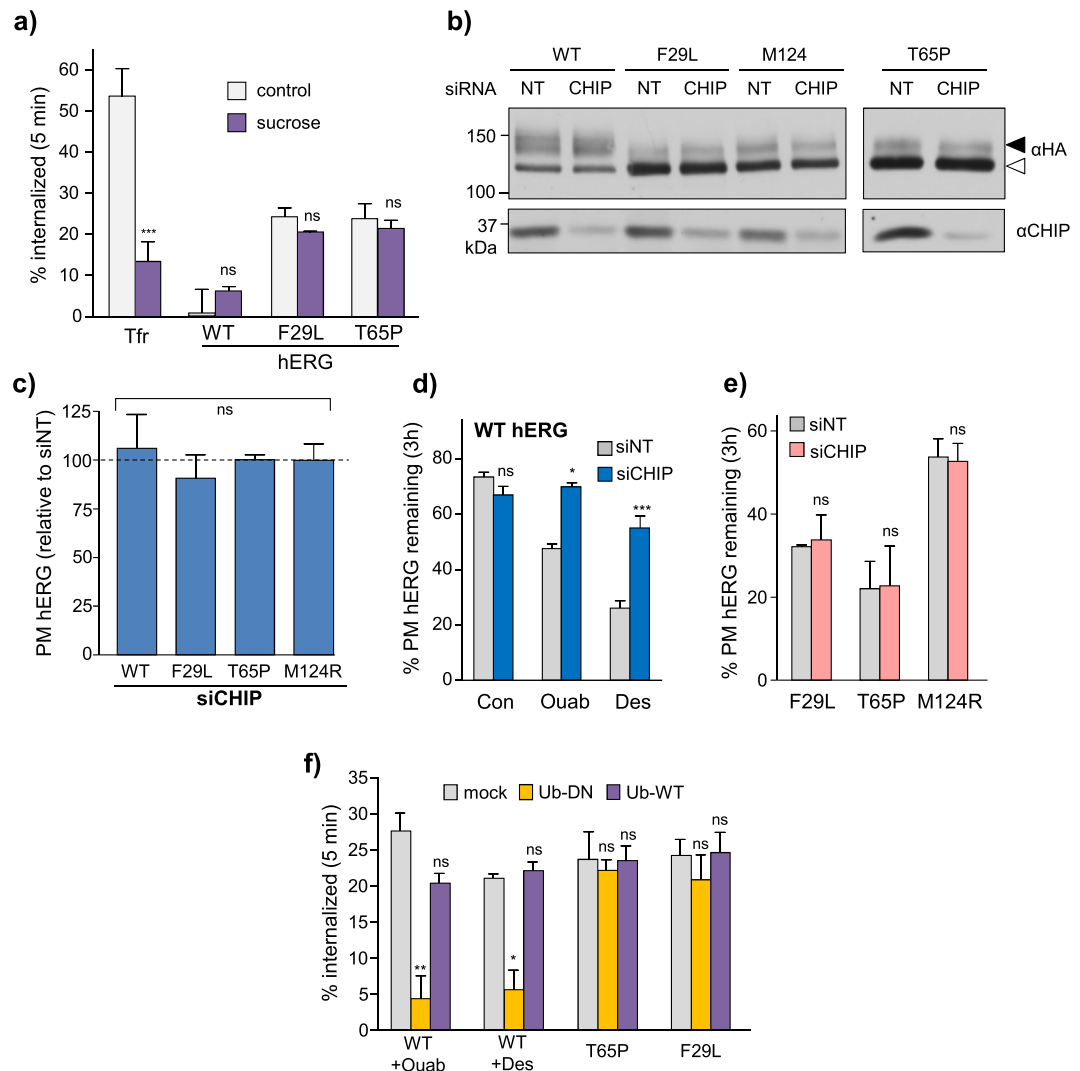 a)
% internalized (5 min)
60
50
40
30
20
10
0
control
sucrose
***
ns
ns
ns
Tfr
WT
F29L
T65P
hERG
b)
WT
F29L
M124
T65P
siRNA
NT
CHIP
NT
CHIP
NT
CHIP
NT
CHIP
150
100
αHA
37
kDa
αCHIP
c)
PM hERG (relative to siNT)
125
100
75
50
25
0
ns
WT
F29L
T65P
M124R
siCHIP
d)
WT hERG
% PM hERG remaining (3h)
80
60
40
20
0
siNT
siCHIP
ns
*
***
Con
Ouab
Des
e)
% PM hERG remaining (3h)
60
40
20
0
siNT
siCHIP
ns
ns
ns
F29L
T65P
M124R
f)
% internalized (5 min)
35
30
25
20
15
10
5
0
mock
Ub-DN
Ub-WT
**
ns
*
ns
ns
ns
ns
ns
WT
+Ouab
WT
+Des
T65P
F29L